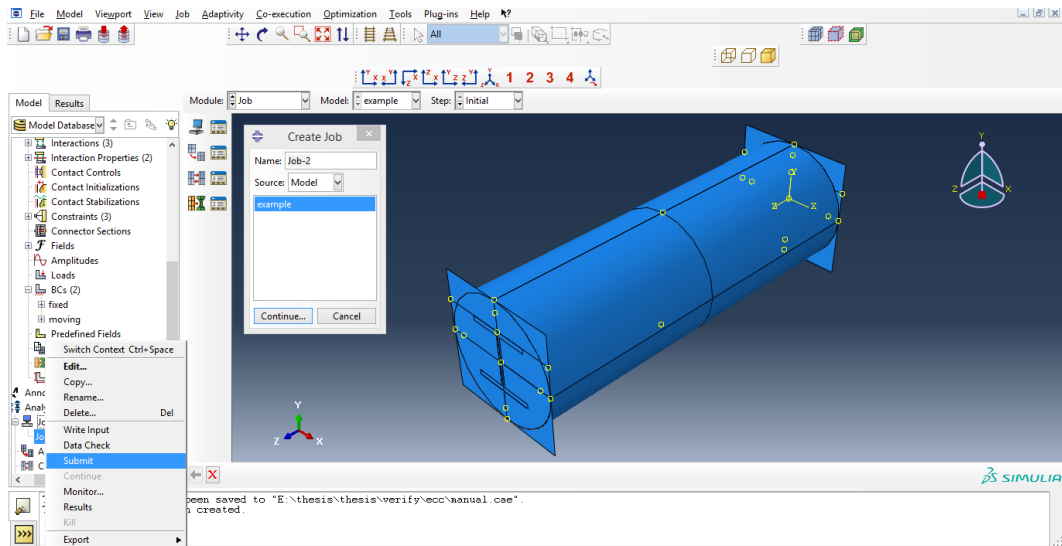 File Model Viewport View Job Adaptivity Co-execution Optimization Tools Plug-ins Help
All
Y X X Y Y Z Z X Z Y Y Z Z Y 1 2 3 4
Model Results
Module: Job Model: example Step: Initial
Model Database
Interactions (3)
Interaction Properties (2)
Contact Controls
Contact Initializations
Contact Stabilizations
Constraints (3)
Connector Sections
Fields
Amplitudes
Loads
BCs (2)
fixed
moving
Predefined Fields
Create Job
Name: Job-2
Source: Model
example
Continue... Cancel
Switch Context Ctrl+Space
Edit...
Copy...
Rename...
Delete... Del
Write Input
Data Check
Submit
Continue
Monitor...
Results
Kill
Export
Y
Z X
Y
Z X
Y
Z X
SIMULIA
been saved to "E:\thesis\thesis\verify\ecc\manual.cae".
created.
>>>